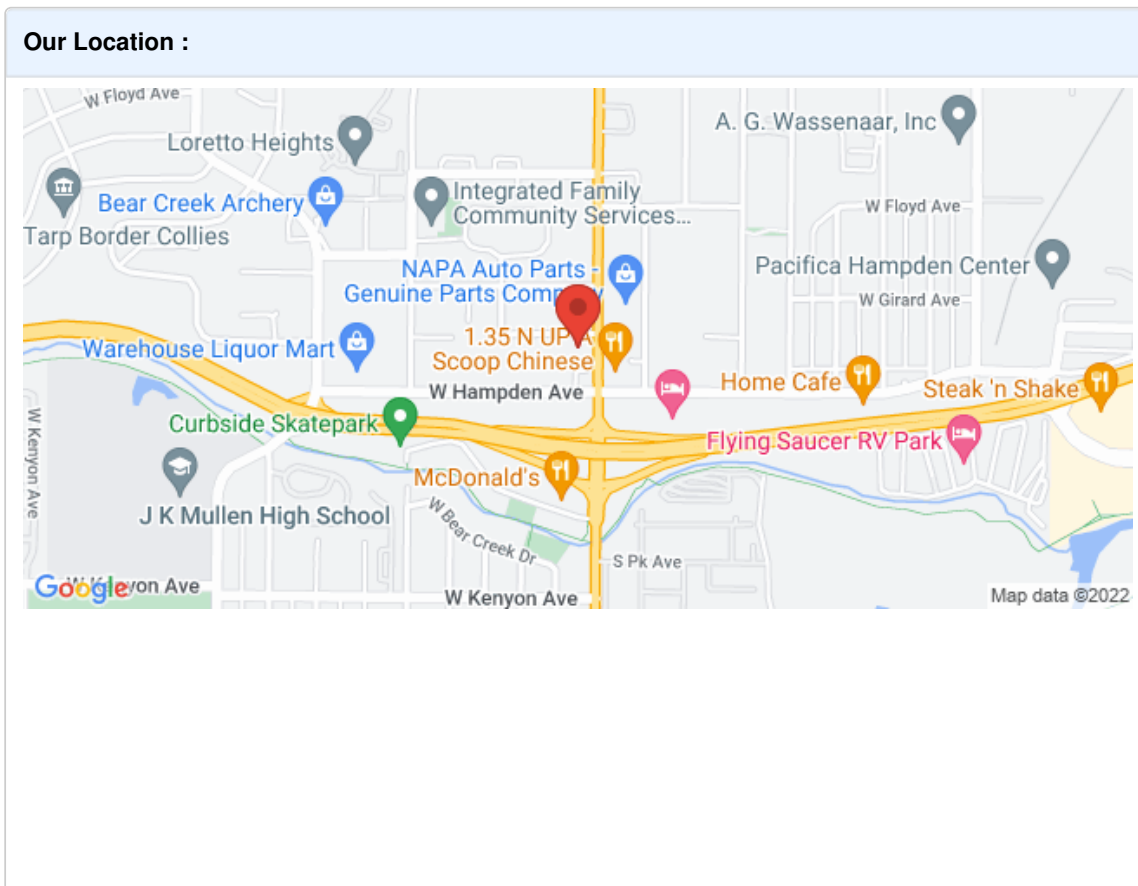 Our Location :
W Floyd Ave
A. G. Wassenaar, Inc
Loretto Heights
Bear Creek Archery
Integrated Family
Community Services...
W Floyd Ave
Tarp Border Collies
NAPA Auto Parts -
Genuine Parts Company
Pacifica Hampden Center
W Girard Ave
1.35 N UP A
Scoop Chinese
Warehouse Liquor Mart
W Hampden Ave
Home Cafe
Steak 'n Shake
Curbside Skatepark
Flying Saucer RV Park
W Kenyon Ave
McDonald's
J K Mullen High School
W Bear Creek Dr
S Pk Ave
Google
W Kenyon Ave
W Kenyon Ave
Map data ©2022